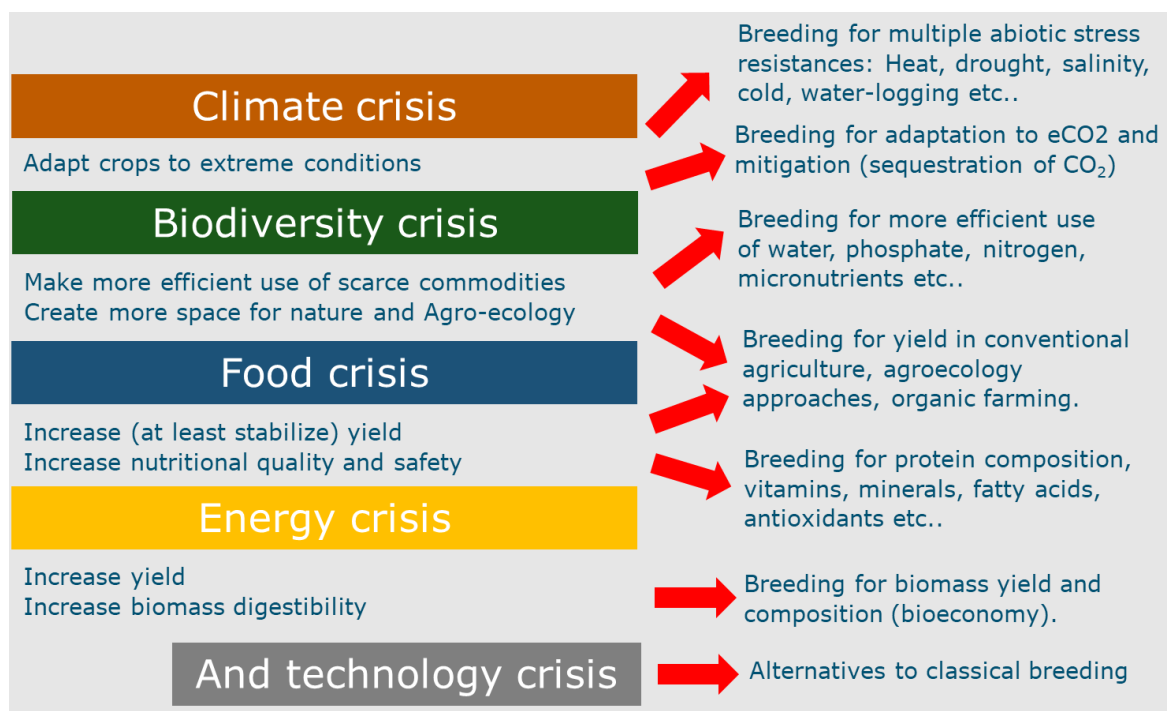 Climate crisis
Adapt crops to extreme conditions
Biodiversity crisis
Make more efficient use of scarce commodities
Create more space for nature and Agro-ecology
Food crisis
Increase (at least stabilize) yield
Increase nutritional quality and safety
Energy crisis
Increase yield
Increase biomass digestibility
And technology crisis
Breeding for multiple abiotic stress
resistances: Heat, drought, salinity,
cold, water-logging etc..
Breeding for adaptation to eCO2 and
mitigation (sequestration of CO₂)
Breeding for more efficient use
of water, phosphate, nitrogen,
micronutrients etc..
Breeding for yield in conventional
agriculture, agroecology
approaches, organic farming.
Breeding for protein composition,
vitamins, minerals, fatty acids,
antioxidants etc..
Breeding for biomass yield and
composition (bioeconomy).
Alternatives to classical breeding